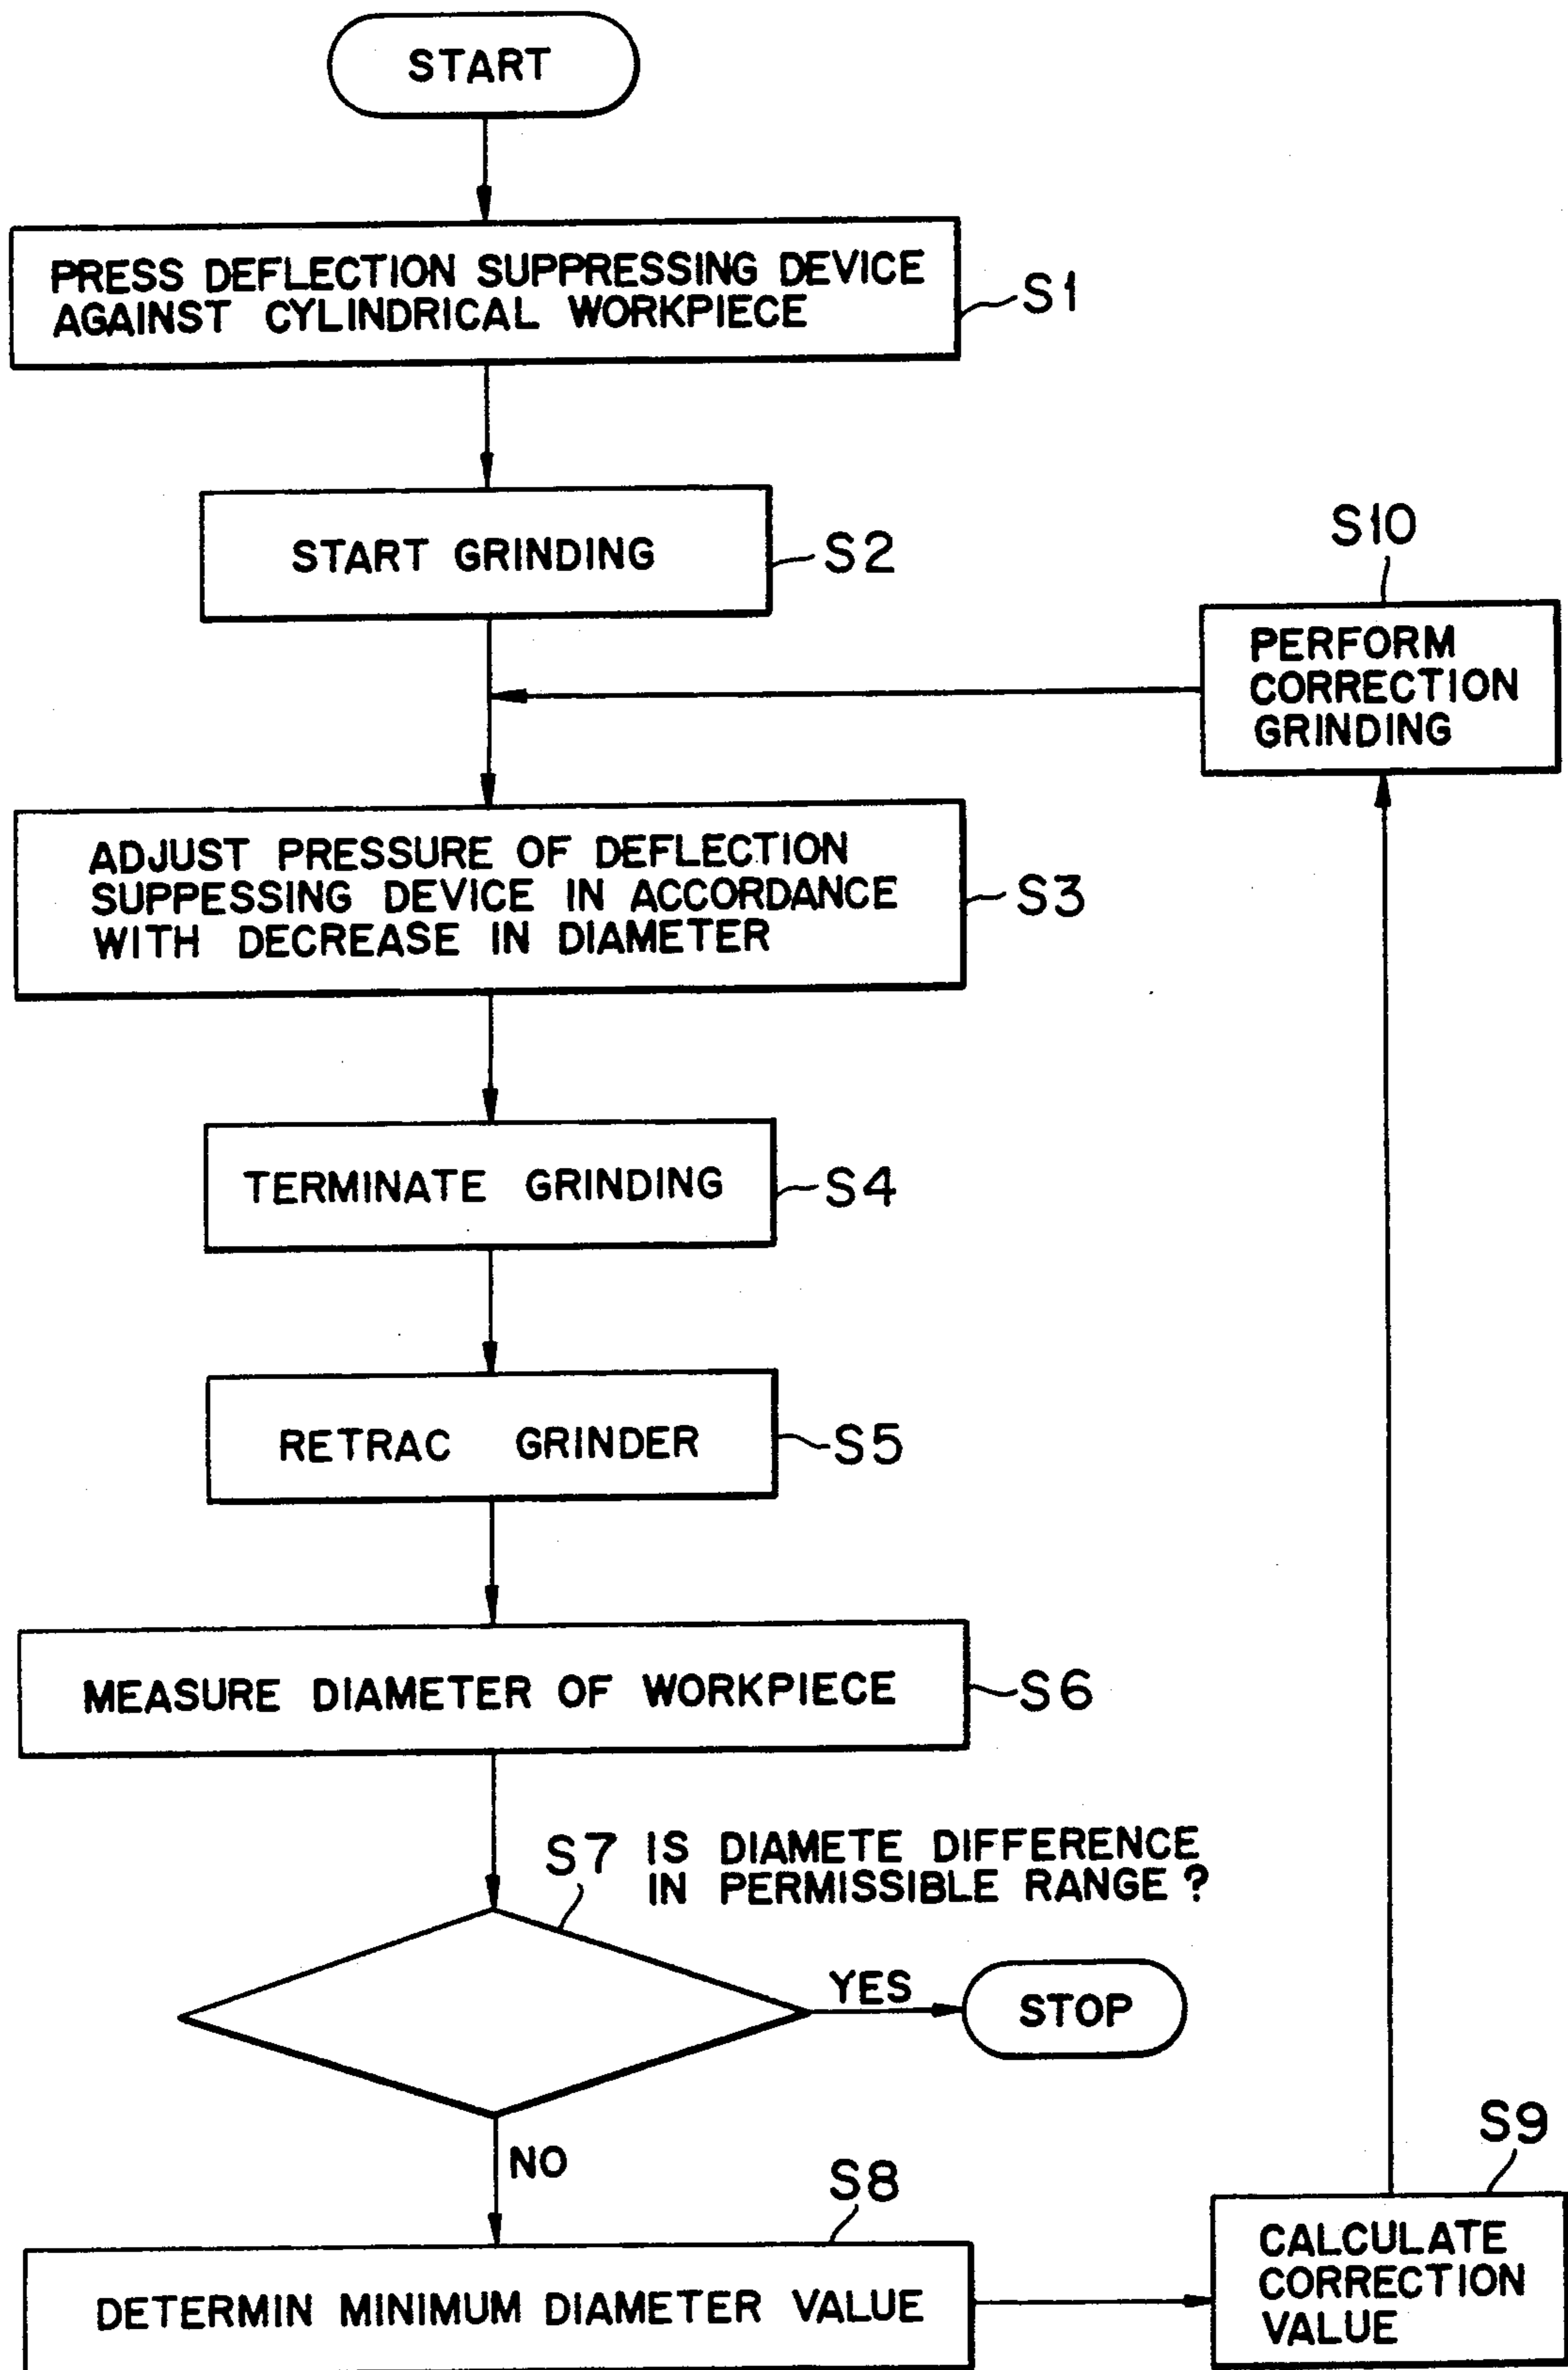 START
PRESS DEFLECTION SUPPRESSING DEVICE
AGAINST CYLINDRICAL WORKPIECE
S1
START GRINDING
S2
S10
PERFORM
CORRECTION
GRINDING
ADJUST PRESSURE OF DEFLECTION
SUPPESSING DEVICE IN ACCORDANCE
WITH DECREASE IN DIAMETER
S3
TERMINATE GRINDING
S4
RETRAC GRINDER
S5
MEASURE DIAMETER OF WORKPIECE
S6
S7
IS DIAMETE DIFFERENCE
IN PERMISSIBLE RANGE ?
YES
STOP
NO
S8
DETERMIN MINIMUM DIAMETER VALUE
S9
CALCULATE
CORRECTION
VALUE